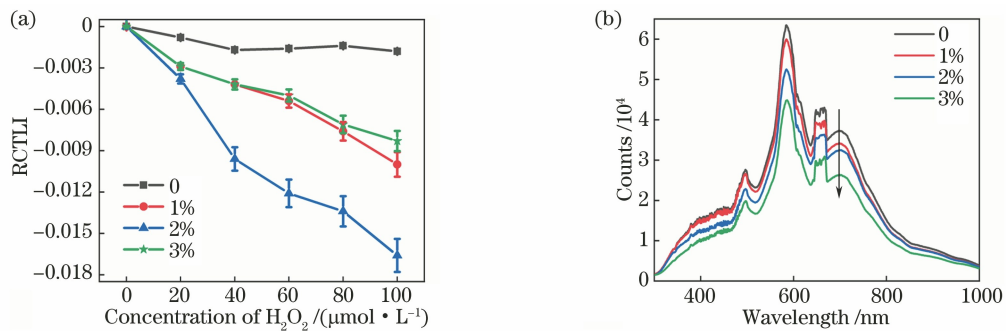 (a)
0
−0.003
−0.006
−0.009
−0.012
−0.015
−0.018
RCTLI
0
1%
2%
3%
0 20 40 60 80 100
Concentration of H₂O₂ /(μmol · L⁻¹)
(b)
6
5
4
3
2
1
0
Counts /10⁴
0
1%
2%
3%
400 600 800 1000
Wavelength /nm